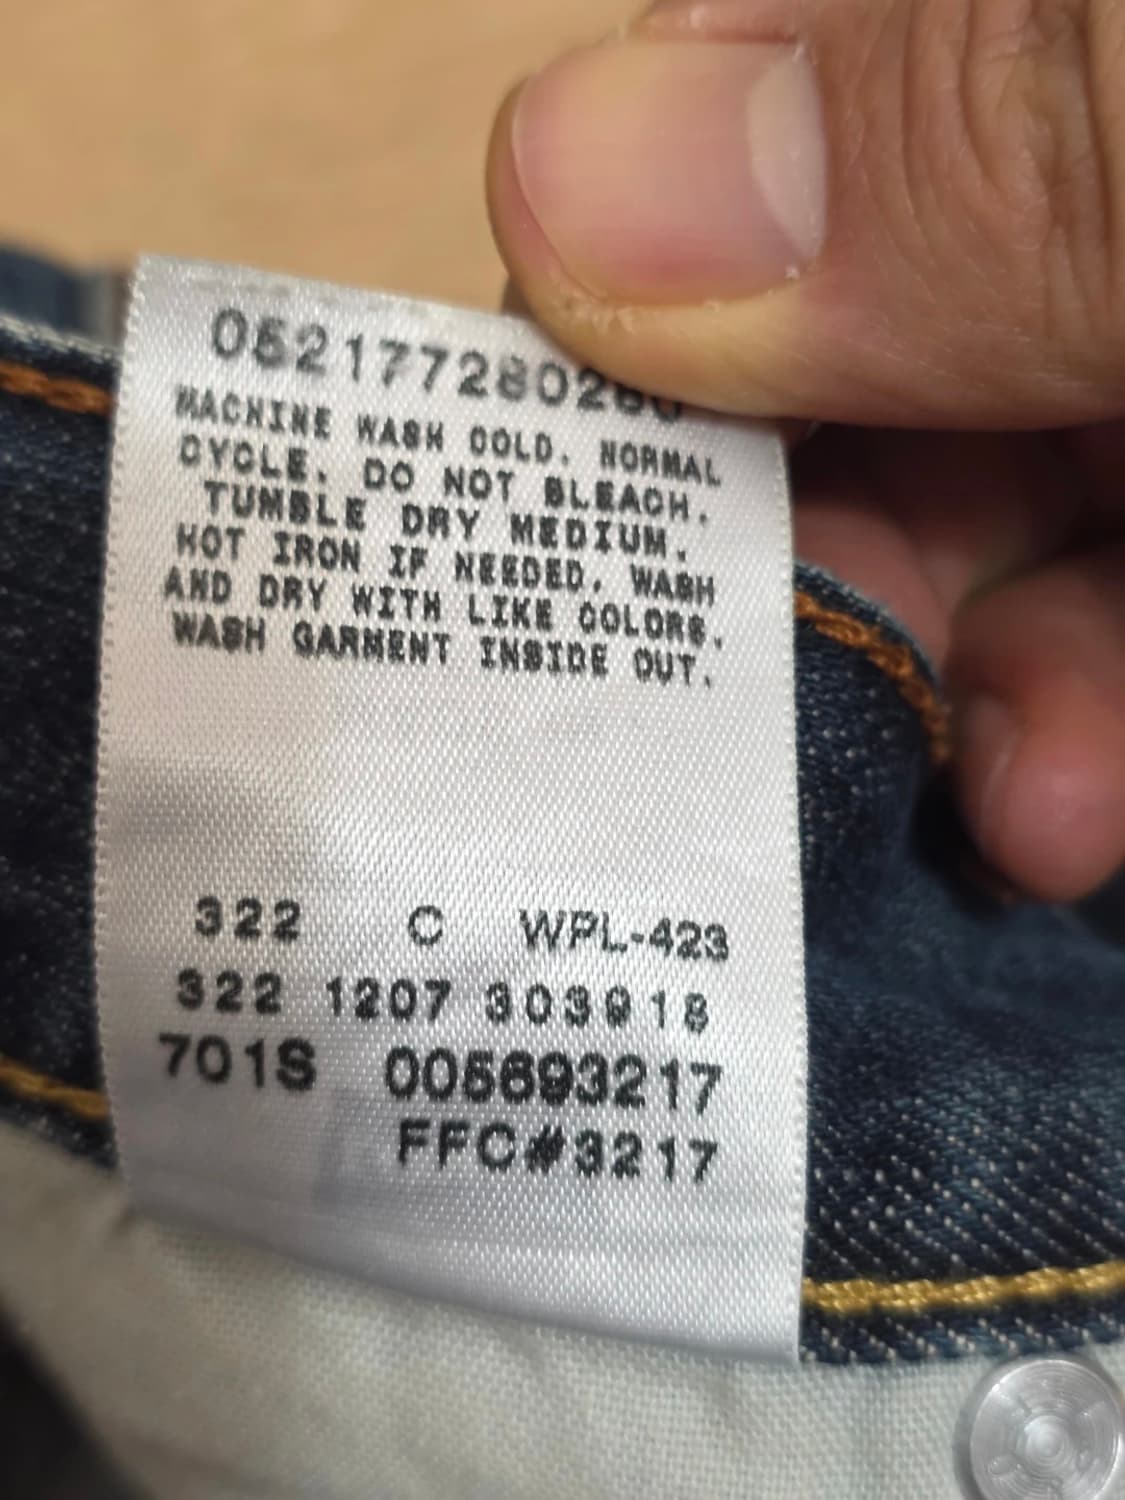 052177280260
MACHINE WASH COLD. NORMAL
CYCLE. DO NOT BLEACH.
TUMBLE DRY MEDIUM.
HOT IRON IF NEEDED. WASH
AND DRY WITH LIKE COLORS.
WASH GARMENT INSIDE OUT.
322 C WPL-423
322 1207 303918
701S 005693217
FFC#3217